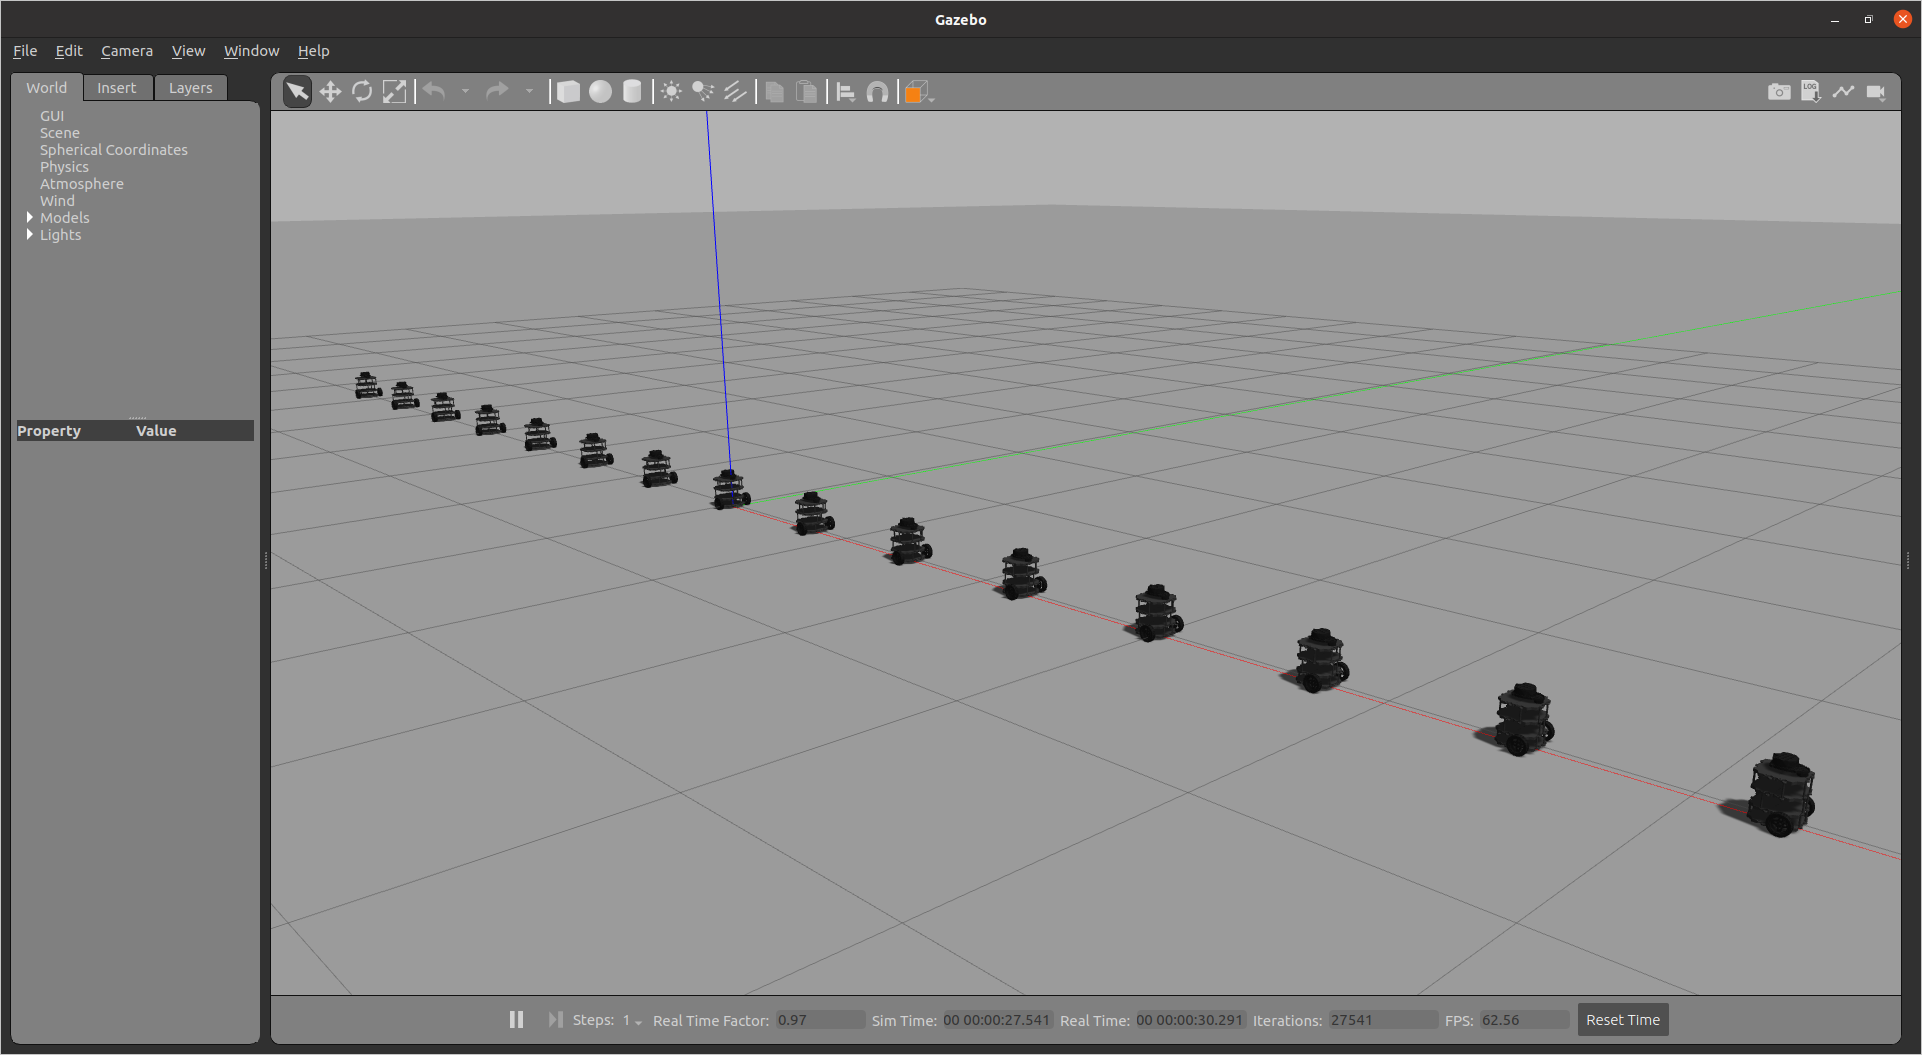 Gazebo
File Edit Camera View Window Help
World Insert Layers
LOG
GUI
Scene
Spherical Coordinates
Physics
Atmosphere
Wind
Models
Lights
Property Value
Steps: 1 Real Time Factor: 0.97 Sim Time: 00 00:00:27.541 Real Time: 00 00:00:30.291 Iterations: 27541 FPS: 62.56 Reset Time